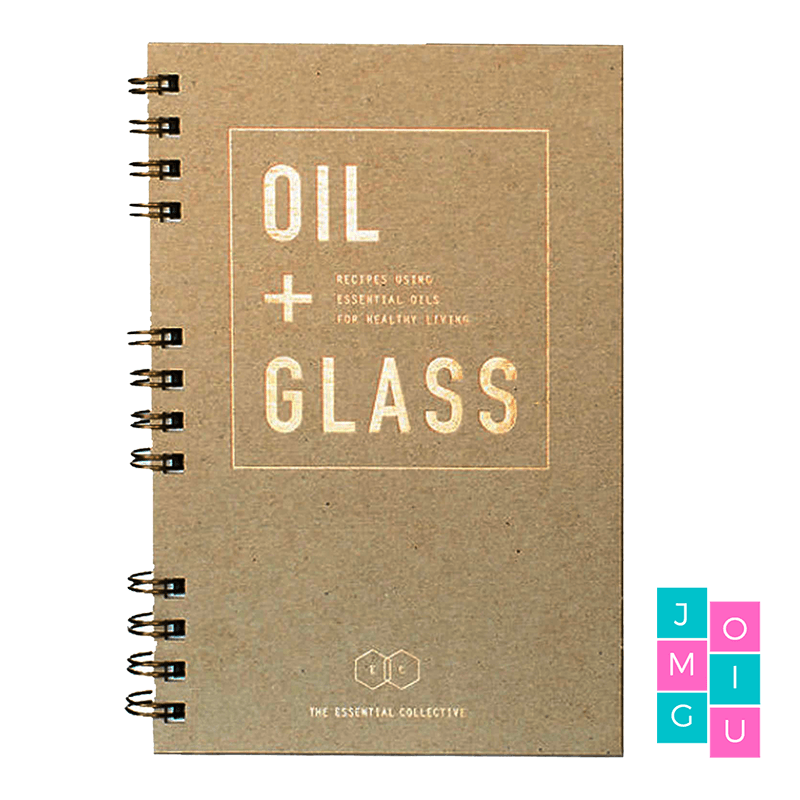 OIL
+
RECIPES USING
ESSENTIAL OILS
FOR HEALTHY LIVING
GLASS
E C
THE ESSENTIAL COLLECTIVE
J O
M I
G U